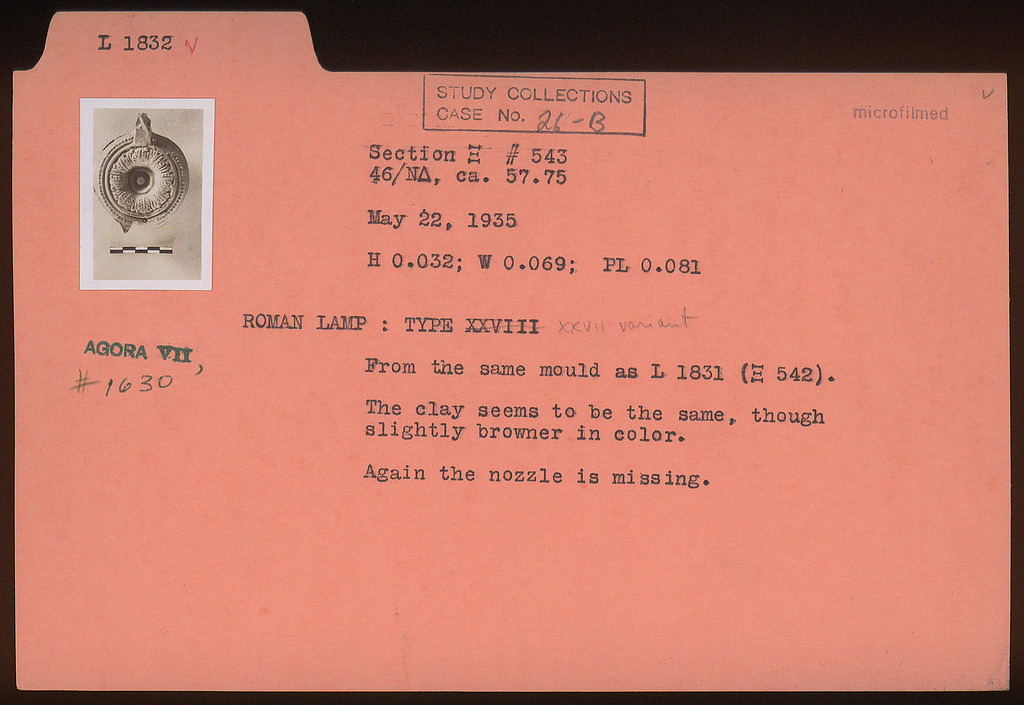 L 1832 √
STUDY COLLECTIONS
CASE No. 26-B
microfilmed
Section Ξ # 543
46/ΝΔ, ca. 57.75
May 22, 1935
H 0.032; W 0.069; PL 0.081
ROMAN LAMP : TYPE XXVIII xxvii variant
AGORA VII,
# 1630
From the same mould as L 1831 (Ξ 542).
The clay seems to be the same, though
slightly browner in color.
Again the nozzle is missing.